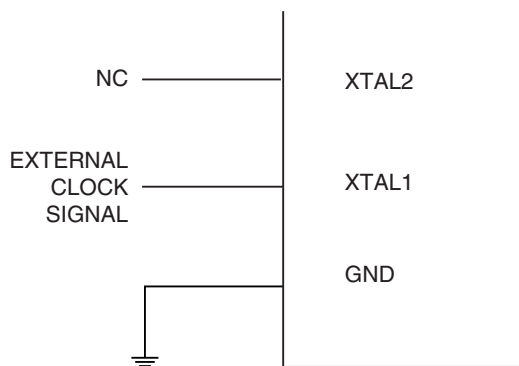 NC
XTAL2
EXTERNAL
CLOCK
SIGNAL
XTAL1
GND